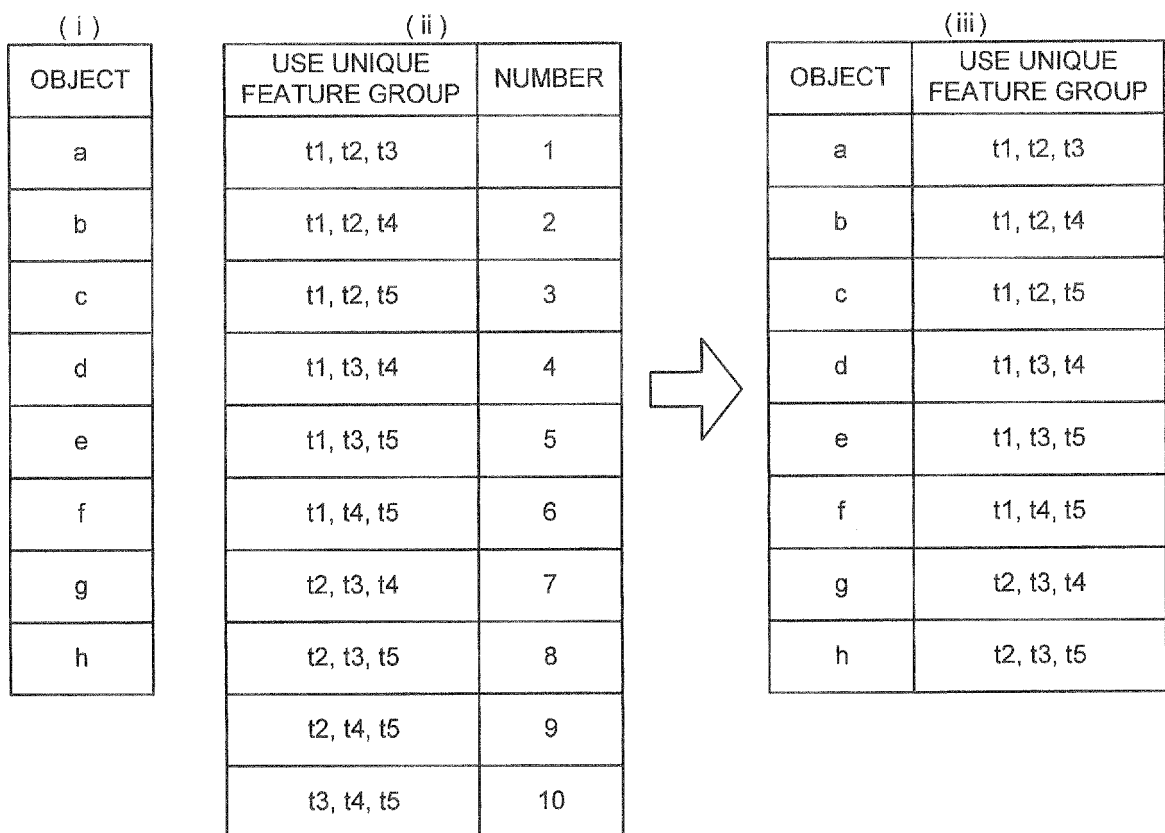 ( i )
OBJECT
a
b
c
d
e
f
g
h
( ii )
USE UNIQUE
FEATURE GROUP
NUMBER
t1, t2, t3
1
t1, t2, t4
2
t1, t2, t5
3
t1, t3, t4
4
t1, t3, t5
5
t1, t4, t5
6
t2, t3, t4
7
t2, t3, t5
8
t2, t4, t5
9
t3, t4, t5
10
(iii)
OBJECT
USE UNIQUE
FEATURE GROUP
a
t1, t2, t3
b
t1, t2, t4
c
t1, t2, t5
d
t1, t3, t4
e
t1, t3, t5
f
t1, t4, t5
g
t2, t3, t4
h
t2, t3, t5